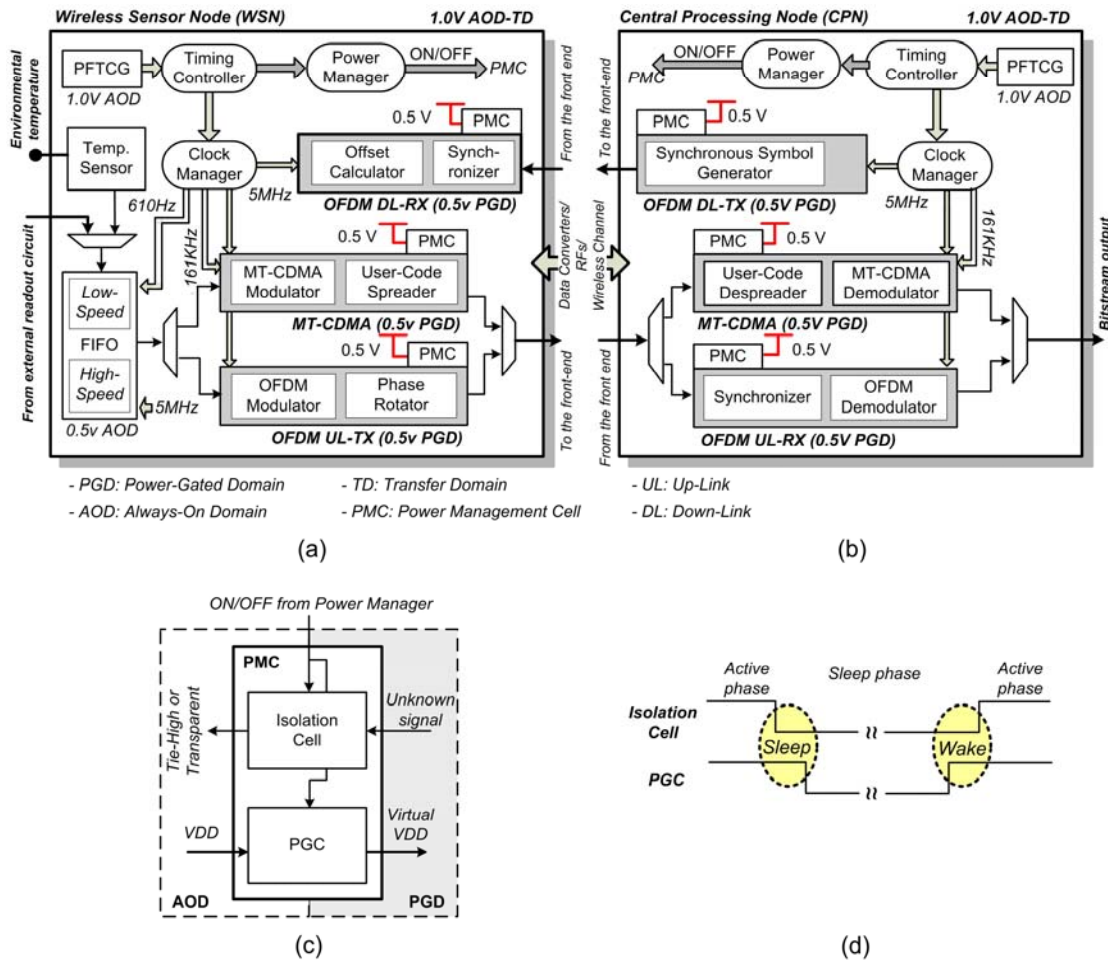 Wireless Sensor Node (WSN)
1.0V AOD-TD
PFTCG
1.0V AOD
Timing
Controller
Power
Manager
ON/OFF
PMC
Environmental
temperature
Temp.
Sensor
Clock
Manager
5MHz
610Hz
161KHz
0.5 V
PMC
Offset
Calculator
Synch-
ronizer
OFDM DL-RX (0.5v PGD)
From the front end
From external readout circuit
Low-
Speed
FIFO
High-
Speed
0.5v AOD
5MHz
0.5 V
PMC
MT-CDMA
Modulator
User-Code
Spreader
MT-CDMA (0.5v PGD)
0.5 V
PMC
OFDM
Modulator
Phase
Rotator
OFDM UL-TX (0.5v PGD)
To the front-end
Data Converters/
RFs/
Wireless Channel
Central Processing Node (CPN)
1.0V AOD-TD
PMC
ON/OFF
Power
Manager
Timing
Controller
PFTCG
1.0V AOD
To the front-end
PMC
0.5 V
Synchronous Symbol
Generator
OFDM DL-TX (0.5V PGD)
Clock
Manager
5MHz
161KHz
PMC
0.5 V
User-Code
Despreader
MT-CDMA
Demodulator
MT-CDMA (0.5V PGD)
PMC
0.5 V
Synchronizer
OFDM
Demodulator
OFDM UL-RX (0.5V PGD)
From the front end
Bitstream output
- PGD: Power-Gated Domain
- TD: Transfer Domain
- UL: Up-Link
- AOD: Always-On Domain
- PMC: Power Management Cell
- DL: Down-Link
(a)
(b)
ON/OFF from Power Manager
PMC
Tie-High or
Transparent
Isolation
Cell
Unknown
signal
VDD
PGC
Virtual
VDD
AOD
PGD
(c)
Active
phase
Sleep phase
Active
phase
Isolation
Cell
Sleep
Wake
PGC
(d)